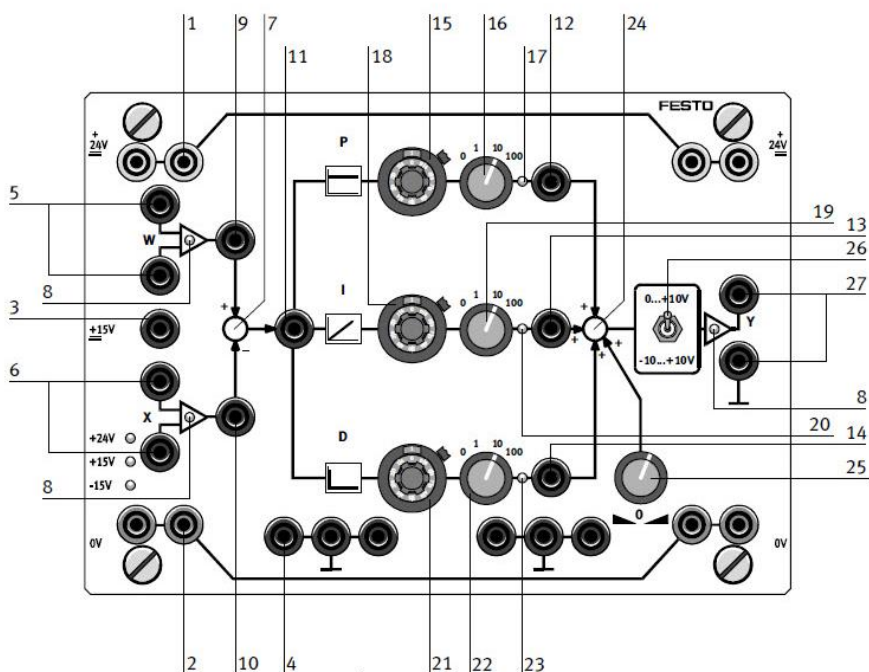 1 9 7 15 16 12 24
18 17
11
FESTO
+ 24V
+ 24V
P
0 1 10 100
5
W
19
13
8
26
3
+15V
+
I
0 1 10 100
0...+10V
27
Y
6
−
+ + + +
-10...+10V
X
+24V
+15V
-15V
8
20
14
8
D
0 1 10 100
25
0
0V
0V
2 10 4 21 22 23